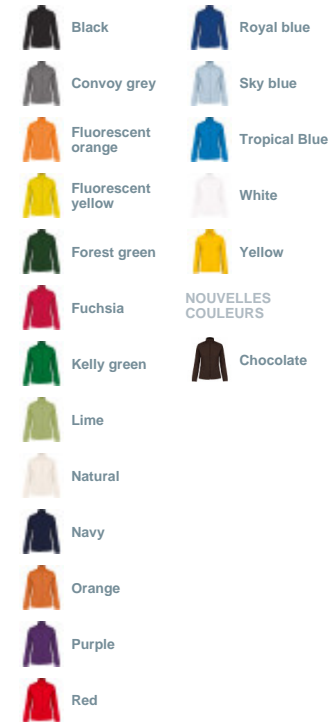 Black
Convoy grey
Fluorescent
orange
Fluorescent
yellow
Forest green
Fuchsia
Kelly green
Lime
Natural
Navy
Orange
Purple
Red
Royal blue
Sky blue
Tropical Blue
White
Yellow
NOUVELLES
COULEURS
Chocolate